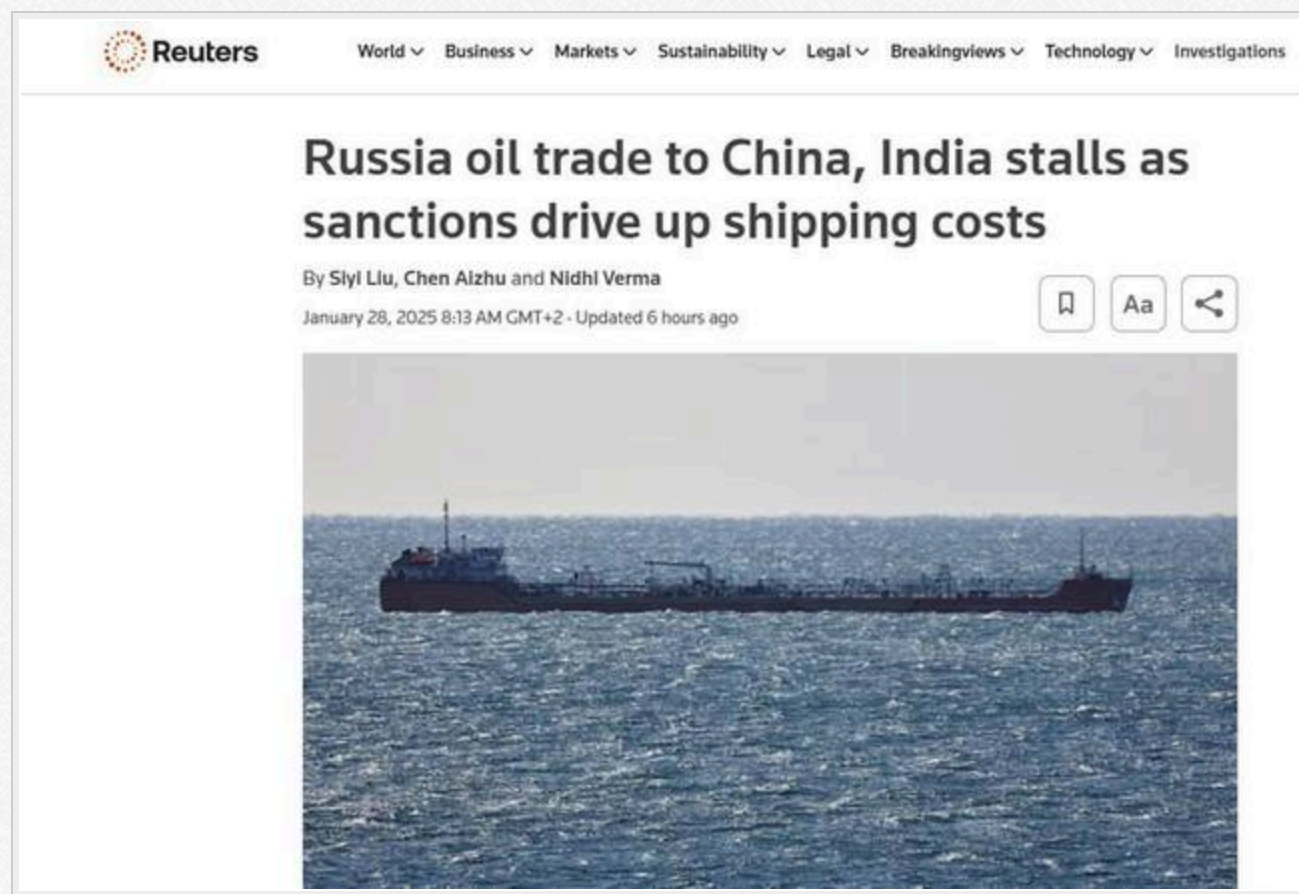 Reuters
World Business Markets Sustainability Legal Breakingviews Technology Investigations
Russia oil trade to China, India stalls as
sanctions drive up shipping costs
By Siyi Liu, Chen Aizhu and Nidhi Verma
January 28, 2025 8:13 AM GMT+2 · Updated 6 hours ago
Aa